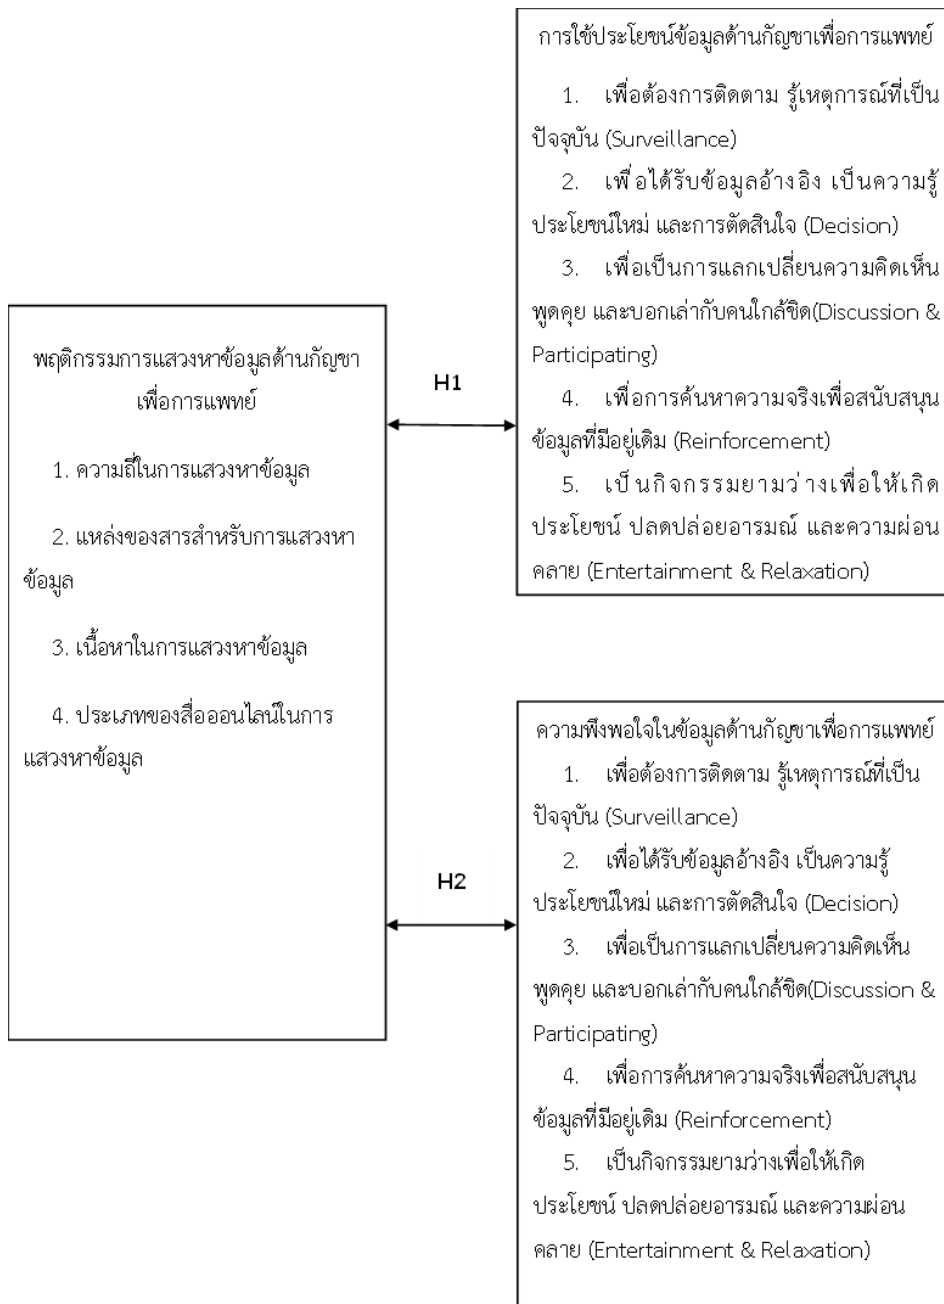 การใช้ประโยชน์ข้อมูลด้านกัญชาเพื่อการแพทย์
1. เพื่อต้องการติดตาม รู้เหตุการณ์ที่เป็น
ปัจจุบัน (Surveillance)
2. เพื่อได้รับข้อมูลอ้างอิง เป็นความรู้
ประโยชน์ใหม่ และการตัดสินใจ (Decision)
3. เพื่อเป็นการแลกเปลี่ยนความคิดเห็น
พูดคุย และบอกเล่ากับคนใกล้ชิด(Discussion &
Participating)
4. เพื่อการค้นหาความจริงเพื่อสนับสนุน
ข้อมูลที่มีอยู่เดิม (Reinforcement)
5. เป็นกิจกรรมยามว่างเพื่อให้เกิด
ประโยชน์ ปลดปล่อยอารมณ์ และความผ่อน
คลาย (Entertainment & Relaxation)
พฤติกรรมการแสวงหาข้อมูลด้านกัญชา
เพื่อการแพทย์
1. ความถี่ในการแสวงหาข้อมูล
2. แหล่งของสารสำหรับการแสวงหา
ข้อมูล
3. เนื้อหาในการแสวงหาข้อมูล
4. ประเภทของสื่อออนไลน์ในการ
แสวงหาข้อมูล
H1
H2
ความพึงพอใจในข้อมูลด้านกัญชาเพื่อการแพทย์
1. เพื่อต้องการติดตาม รู้เหตุการณ์ที่เป็น
ปัจจุบัน (Surveillance)
2. เพื่อได้รับข้อมูลอ้างอิง เป็นความรู้
ประโยชน์ใหม่ และการตัดสินใจ (Decision)
3. เพื่อเป็นการแลกเปลี่ยนความคิดเห็น
พูดคุย และบอกเล่ากับคนใกล้ชิด(Discussion &
Participating)
4. เพื่อการค้นหาความจริงเพื่อสนับสนุน
ข้อมูลที่มีอยู่เดิม (Reinforcement)
5. เป็นกิจกรรมยามว่างเพื่อให้เกิด
ประโยชน์ ปลดปล่อยอารมณ์ และความผ่อน
คลาย (Entertainment & Relaxation)